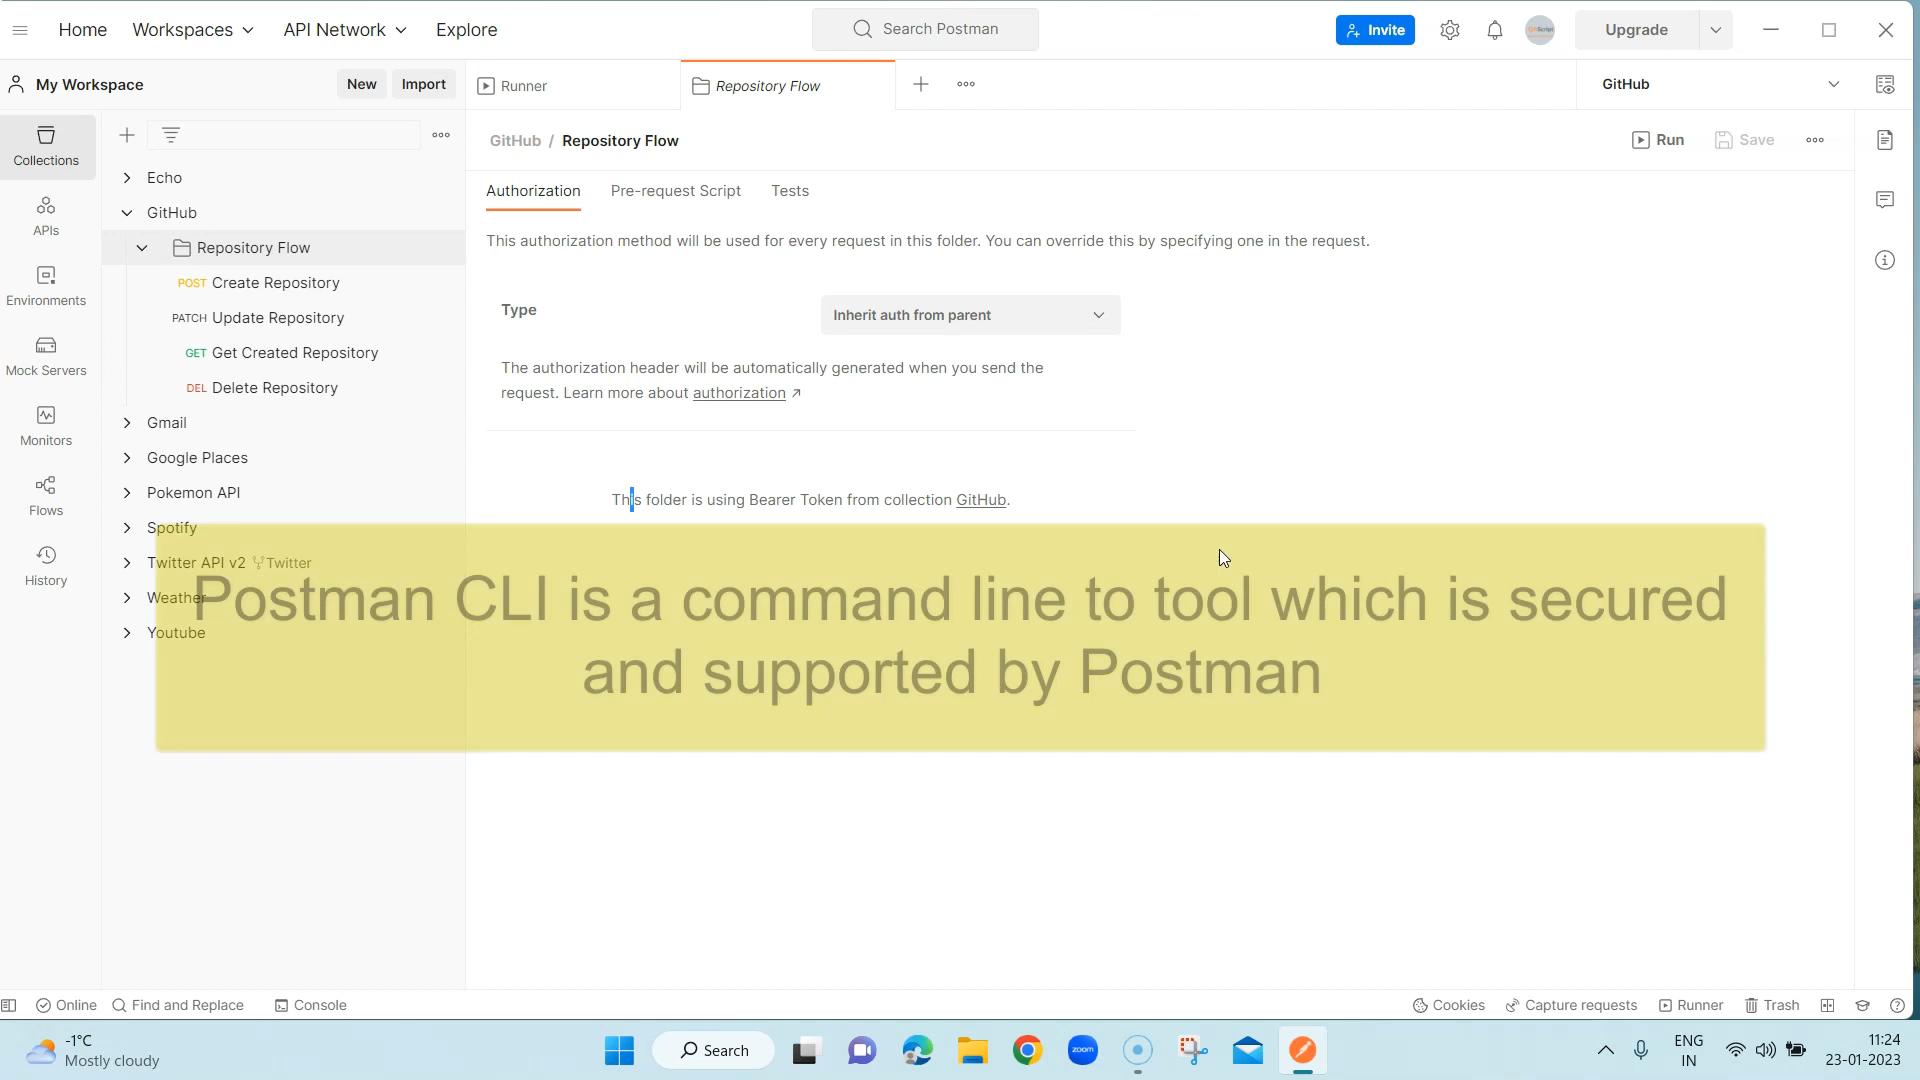 Home Workspaces API Network Explore Search Postman Invite Upgrade
My Workspace New Import Runner Repository Flow GitHub
Collections
APIs
Environments
Mock Servers
Monitors
Flows
History
Echo
GitHub
Repository Flow
POST Create Repository
PATCH Update Repository
GET Get Created Repository
DEL Delete Repository
Gmail
Google Places
Pokemon API
Spotify
Twitter API v2 Twitter
Weather
Youtube
GitHub / Repository Flow Run Save
Authorization Pre-request Script Tests
This authorization method will be used for every request in this folder. You can override this by specifying one in the request.
Type Inherit auth from parent
The authorization header will be automatically generated when you send the
request. Learn more about authorization ↗
This folder is using Bearer Token from collection GitHub.
Postman CLI is a command line to tool which is secured
and supported by Postman
Online Find and Replace Console Cookies Capture requests Runner Trash
-1°C
Mostly cloudy
Search
zoom
ENG
IN
11:24
23-01-2023